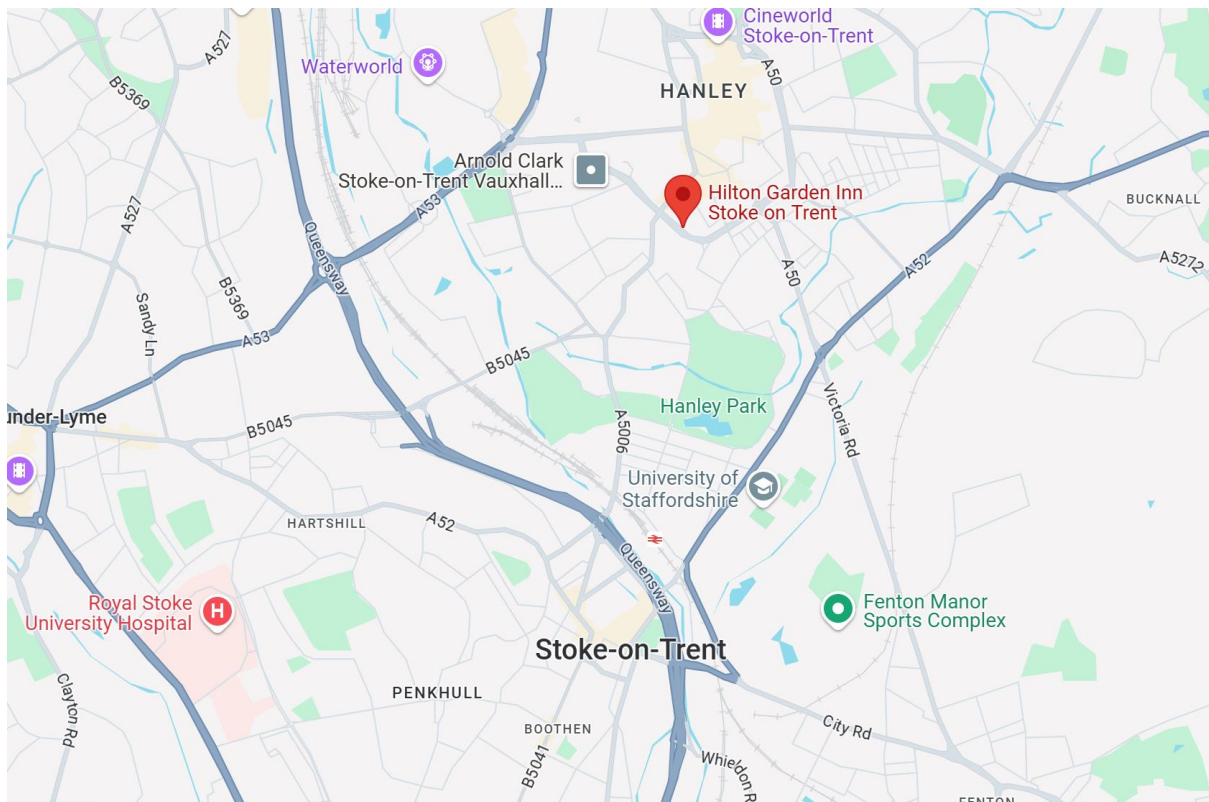 Cineworld
Stoke-on-Trent
A527
Waterworld
A50
B5369
HANLEY
Arnold Clark
Stoke-on-Trent Vauxhall...
Hilton Garden Inn
Stoke on Trent
A53
A527
BUCKNALL
Queensway
A50
A52
A5272
B5369
Sandy Ln
A53
B5045
Hanley Park
under-Lyme
B5045
A5006
Victoria Rd
University of
Staffordshire
HARTSHILL
A52
Queensway
Royal Stoke
University Hospital
H
Fenton Manor
Sports Complex
Stoke-on-Trent
PENKHULL
Clayton Rd
BOOTHEN
City Rd
B5041
Whieldon R
FENTON